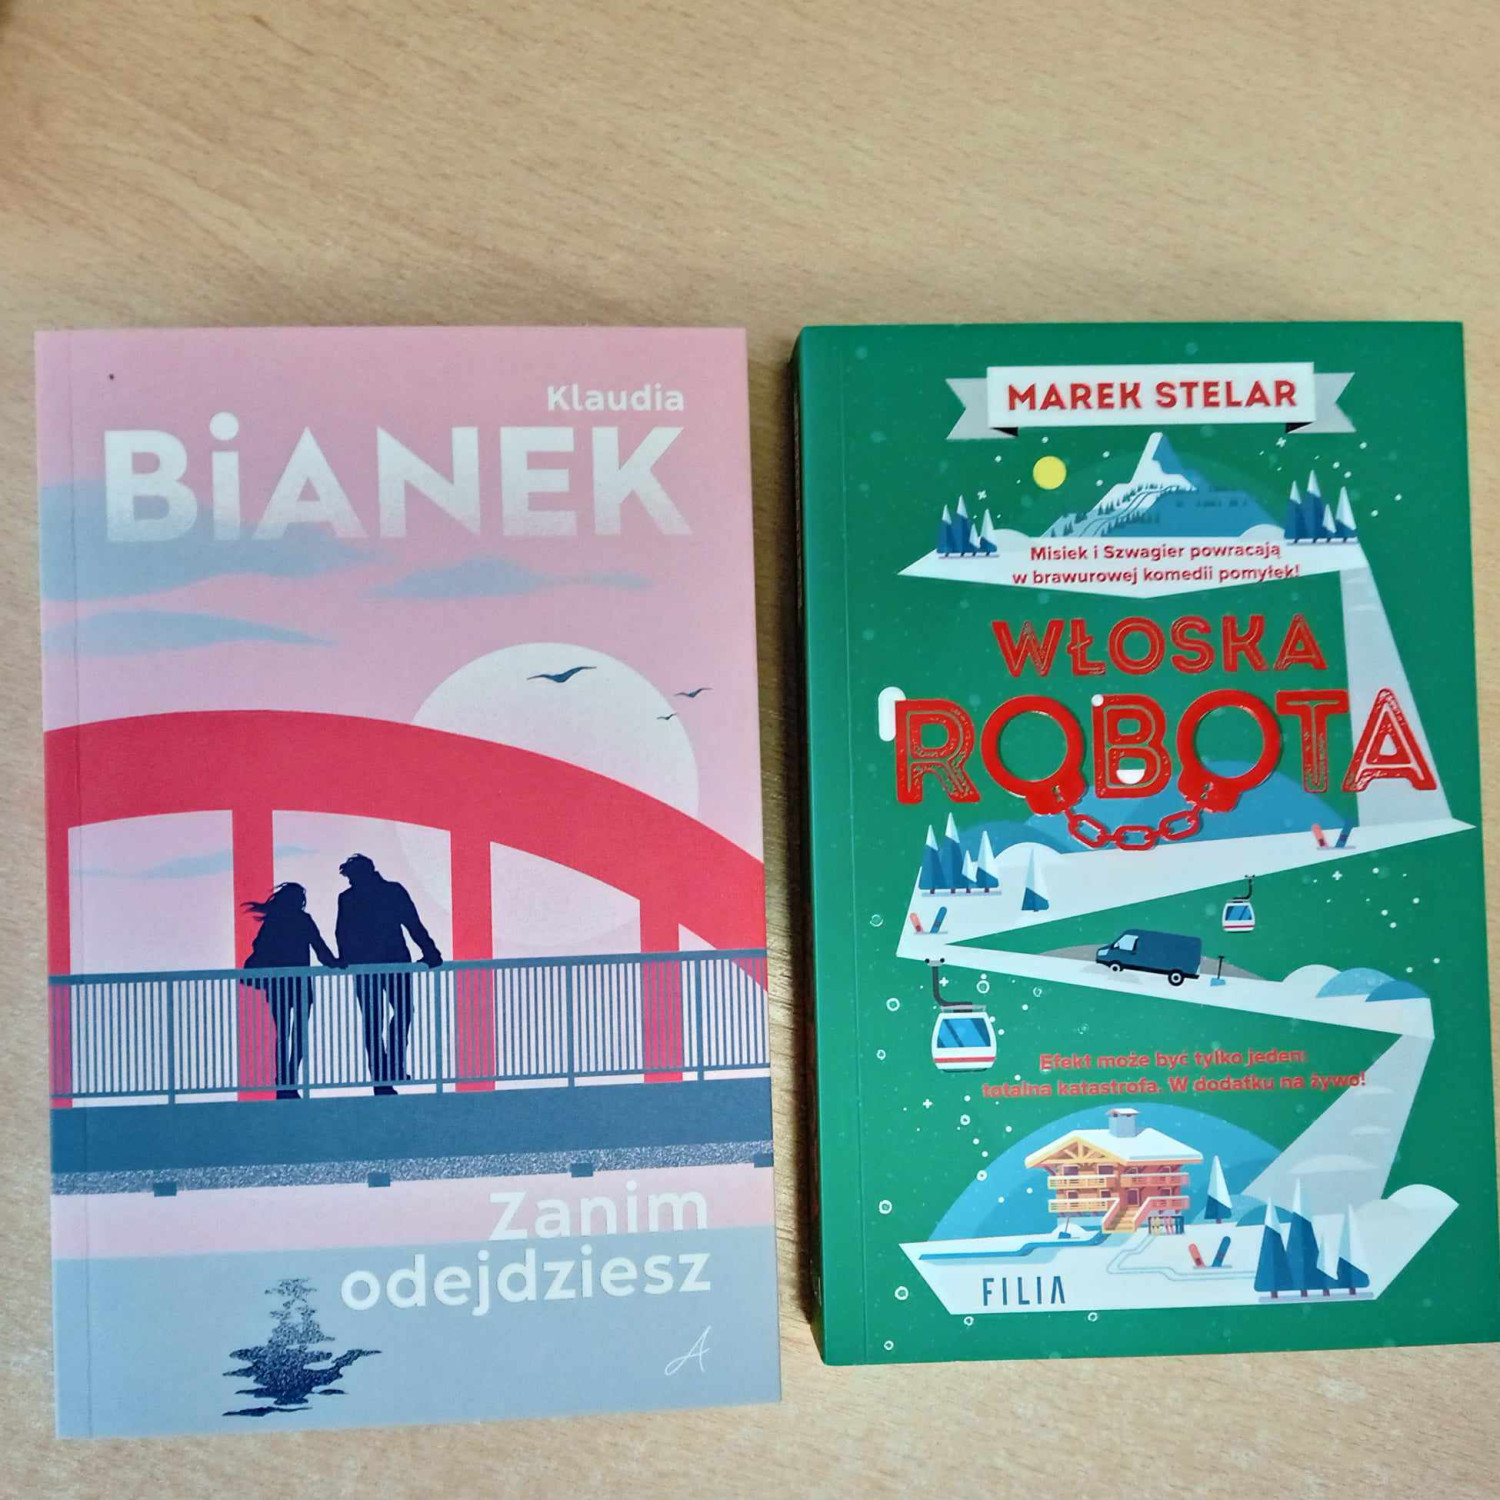 Klaudia
BiANEK
Zanim
odejdziesz
A
MAREK STELAR
Misiek i Szwagier powracają
w brawurowej komedii pomyłek!
WŁOSKA
ROBOTA
Efekt może być tylko jeden:
totalna katastrofa. W dodatku na żywo!
FILIA